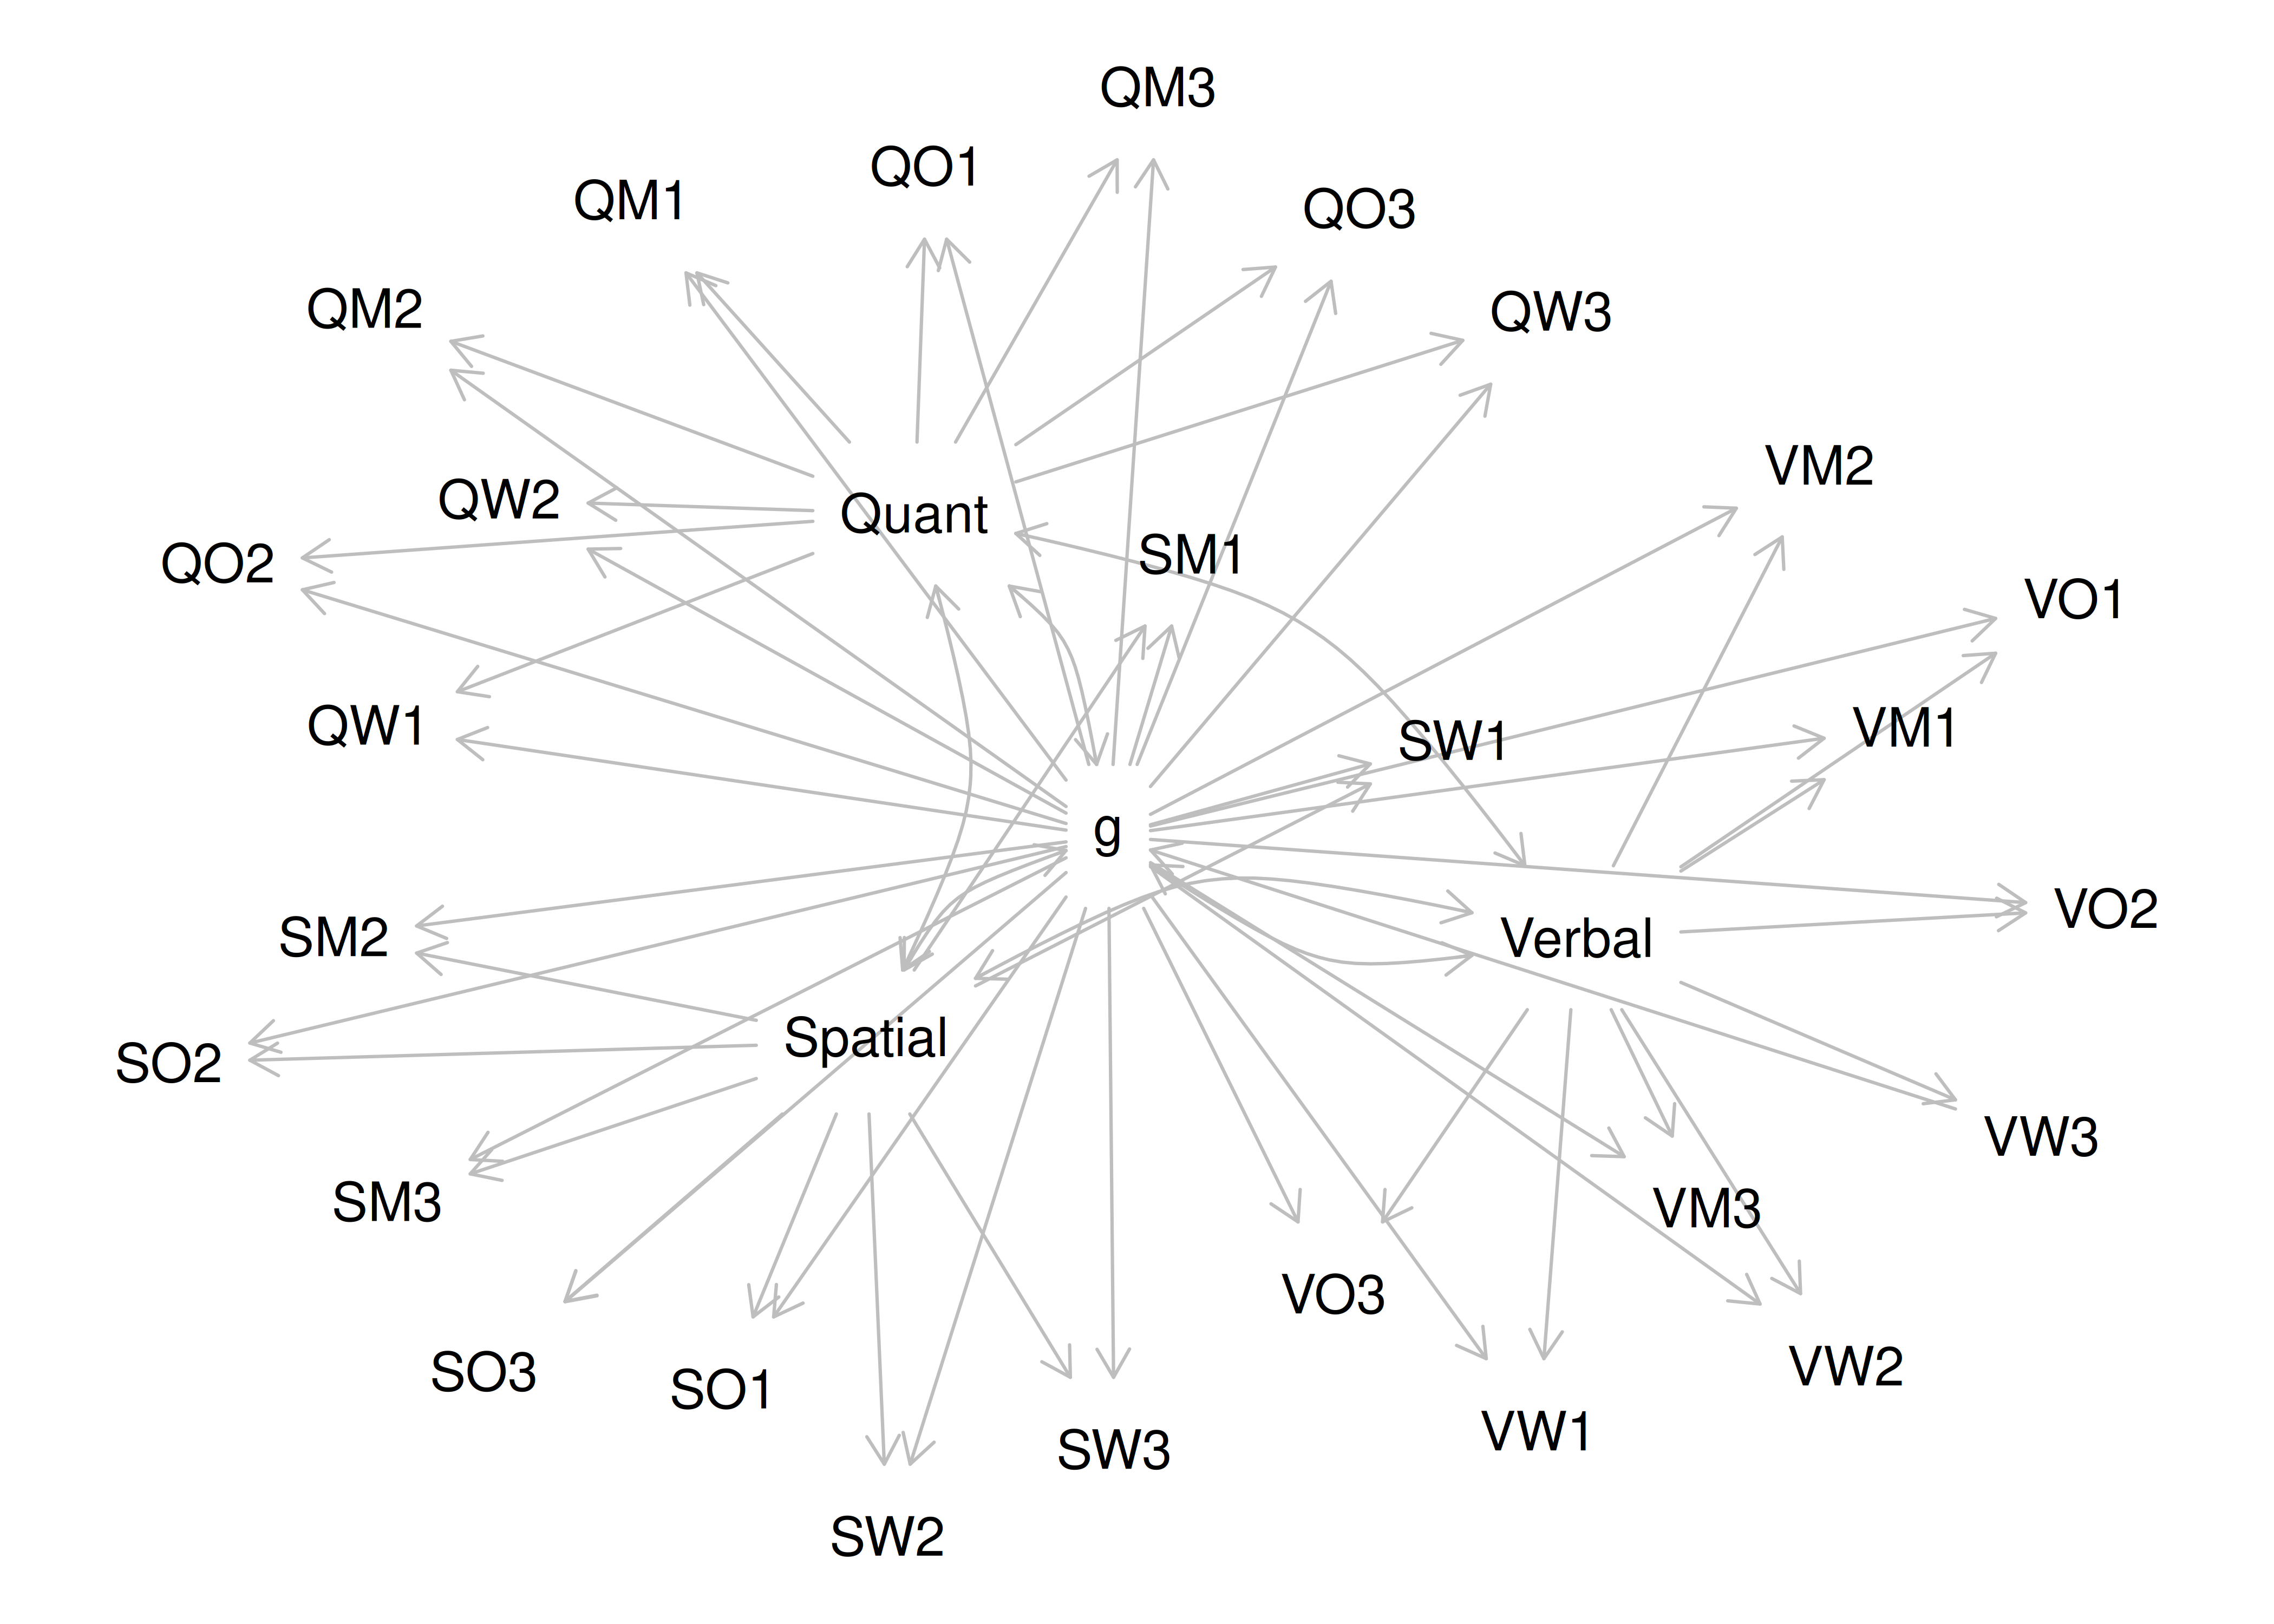 QM3
QO1
QM1
QO3
QM2
QW3
VM2
QW2
Quant
SM1
QO2
VO1
QW1
VM1
SW1
g
VO2
SM2
Verbal
Spatial
SO2
VW3
SM3
VM3
VO3
VW2
SO3
SO1
VW1
SW3
SW2